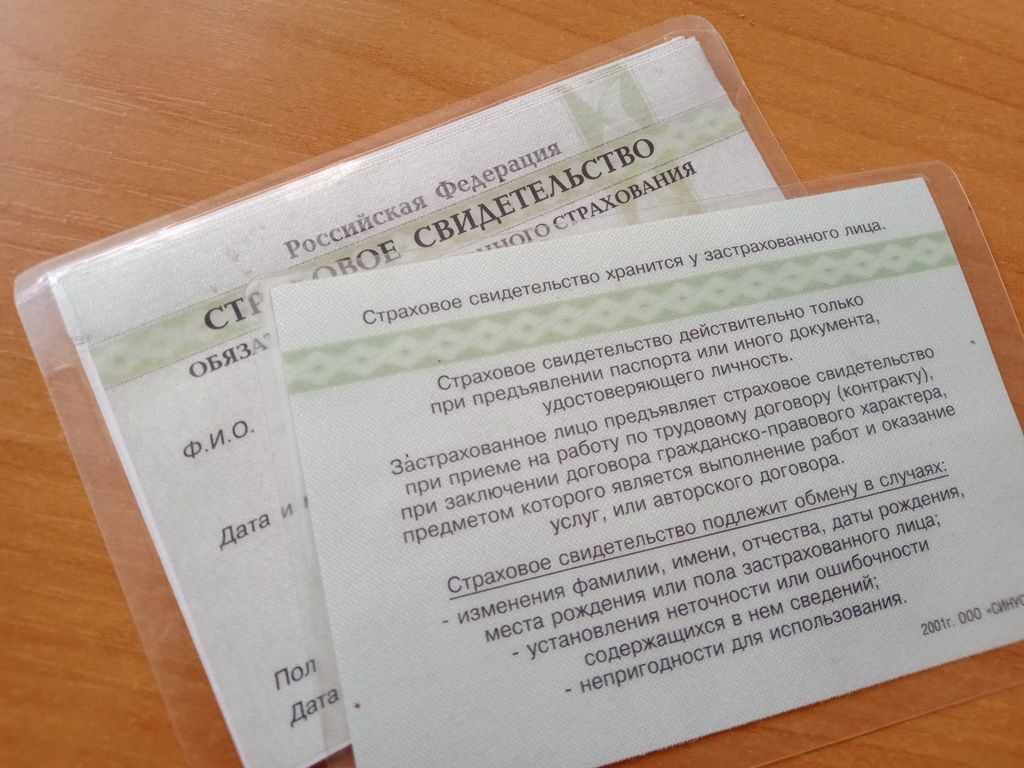 Российская Федерация
СТР ОВОЕ СВИДЕТЕЛЬСТВО
ОБЯЗА ННОГО СТРАХОВАНИЯ
Ф.И.О.
Дата и
Пол
Дата
Страховое свидетельство хранится у застрахованного лица.
Страховое свидетельство действительно только
при предъявлении паспорта или иного документа,
удостоверяющего личность.
Застрахованное лицо предъявляет страховое свидетельство
при приеме на работу по трудовому договору (контракту),
при заключении договора гражданско-правового характера,
предметом которого является выполнение работ и оказание
услуг, или авторского договора.
Страховое свидетельство подлежит обмену в случаях:
- изменения фамилии, имени, отчества, даты рождения,
места рождения или пола застрахованного лица;
- установления неточности или ошибочности
содержащихся в нем сведений;
- непригодности для использования.
2001г. ООО «СИНУС